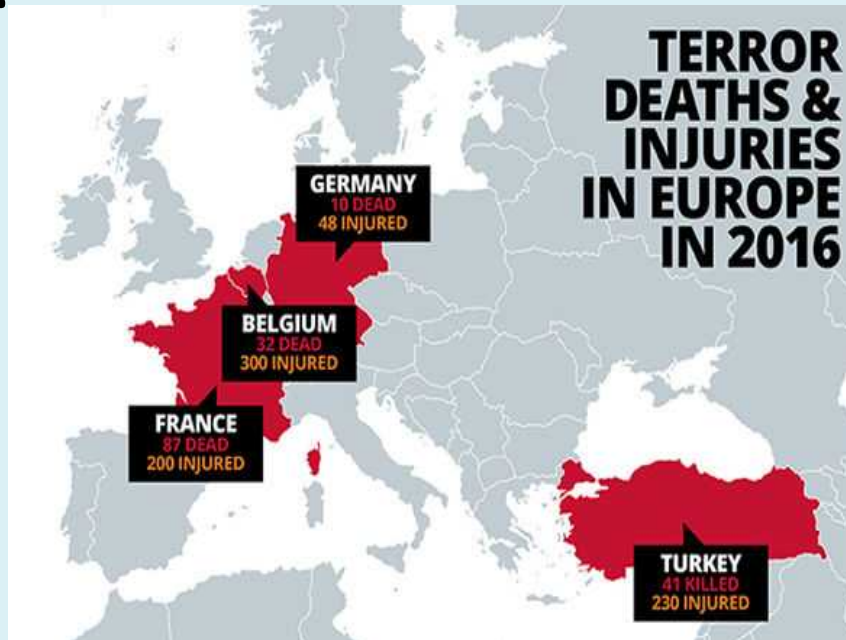 TERROR
DEATHS &
INJURIES
IN EUROPE
IN 2016
GERMANY
10 DEAD
48 INJURED
BELGIUM
32 DEAD
300 INJURED
FRANCE
87 DEAD
200 INJURED
TURKEY
41 KILLED
230 INJURED